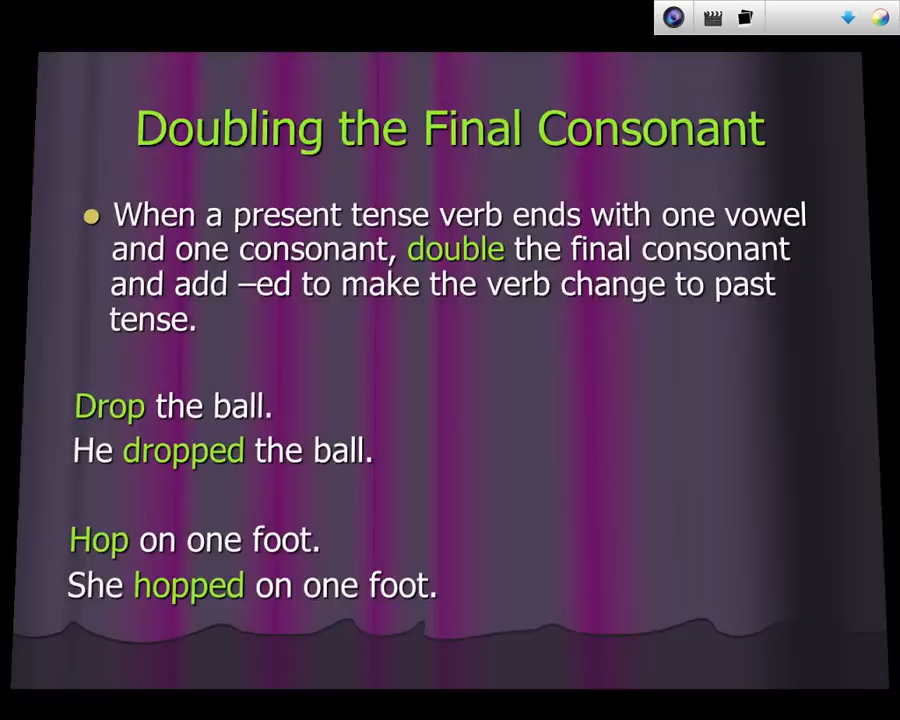 Doubling the Final Consonant
When a present tense verb ends with one vowel
and one consonant, double the final consonant
and add –ed to make the verb change to past
tense.
Drop the ball.
He dropped the ball.
Hop on one foot.
She hopped on one foot.